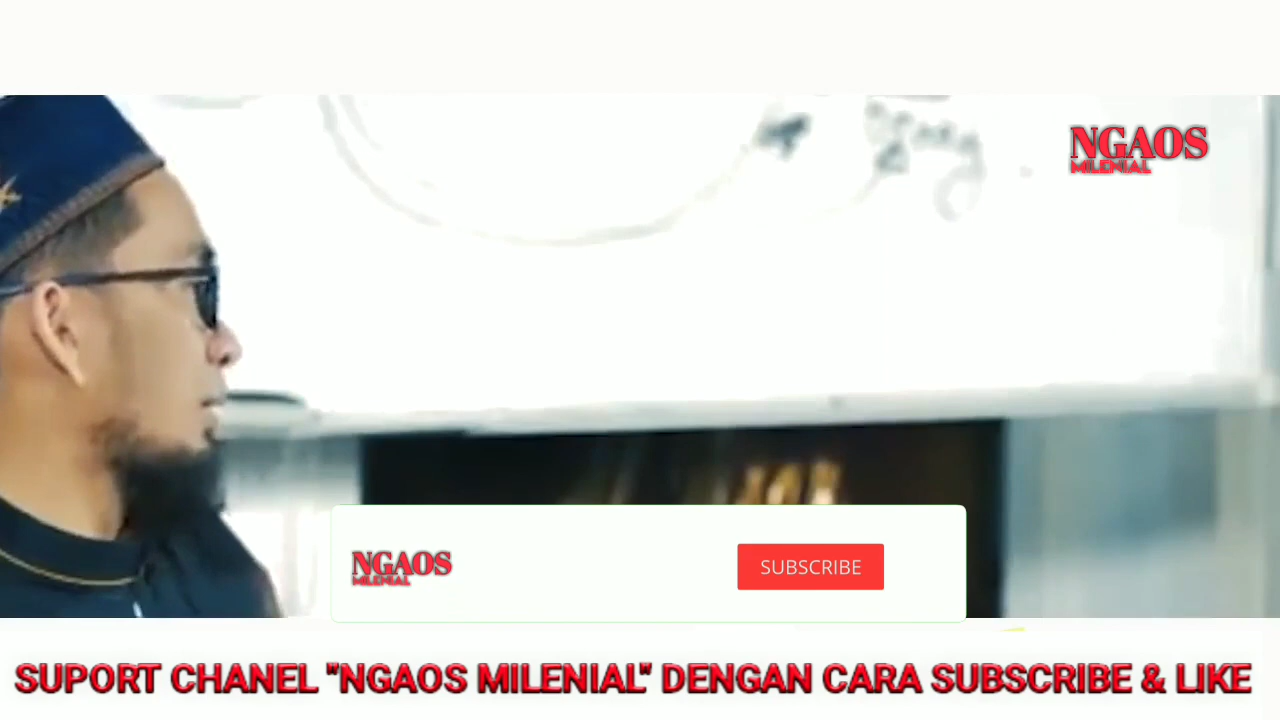 NGAOS
MILENIAL
NGAOS
MILENIAL
SUBSCRIBE
SUPORT CHANEL "NGAOS MILENIAL" DENGAN CARA SUBSCRIBE & LIKE